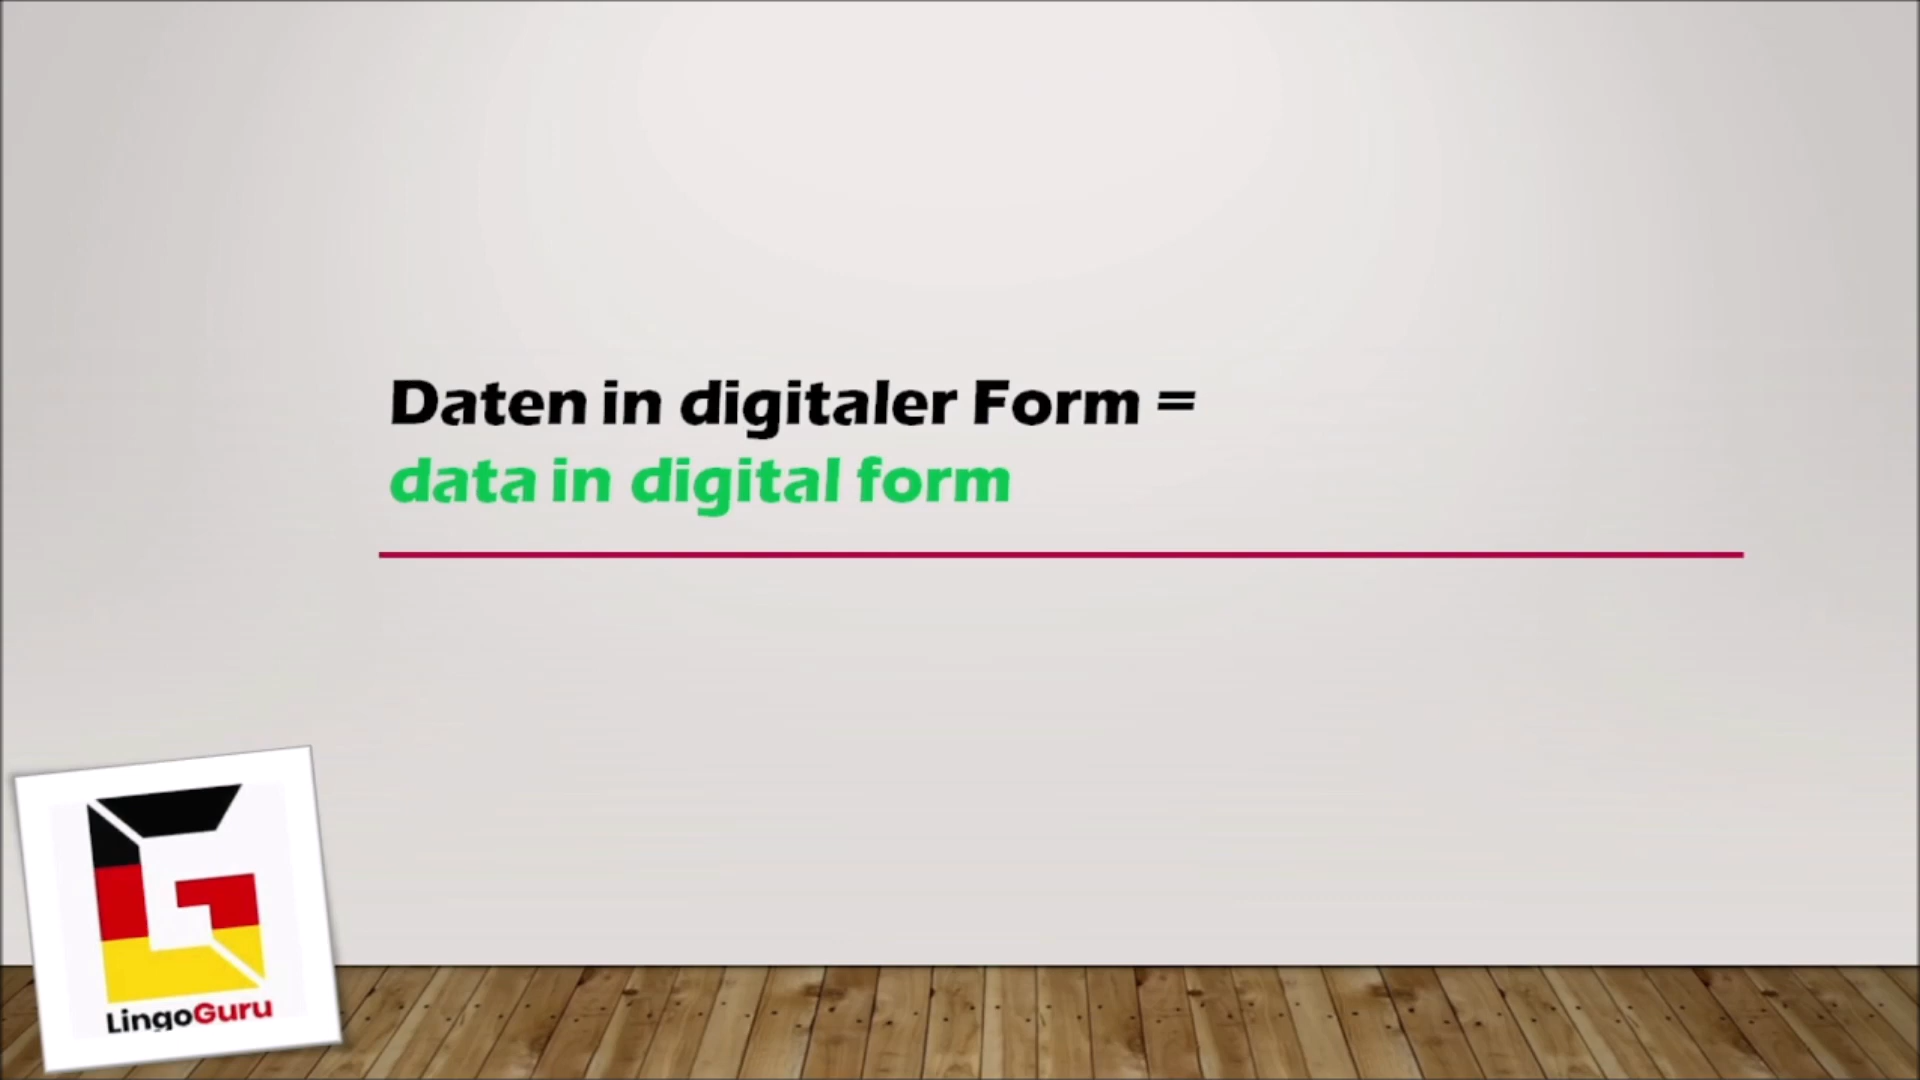 Daten in digitaler Form =
data in digital form
LingoGuru